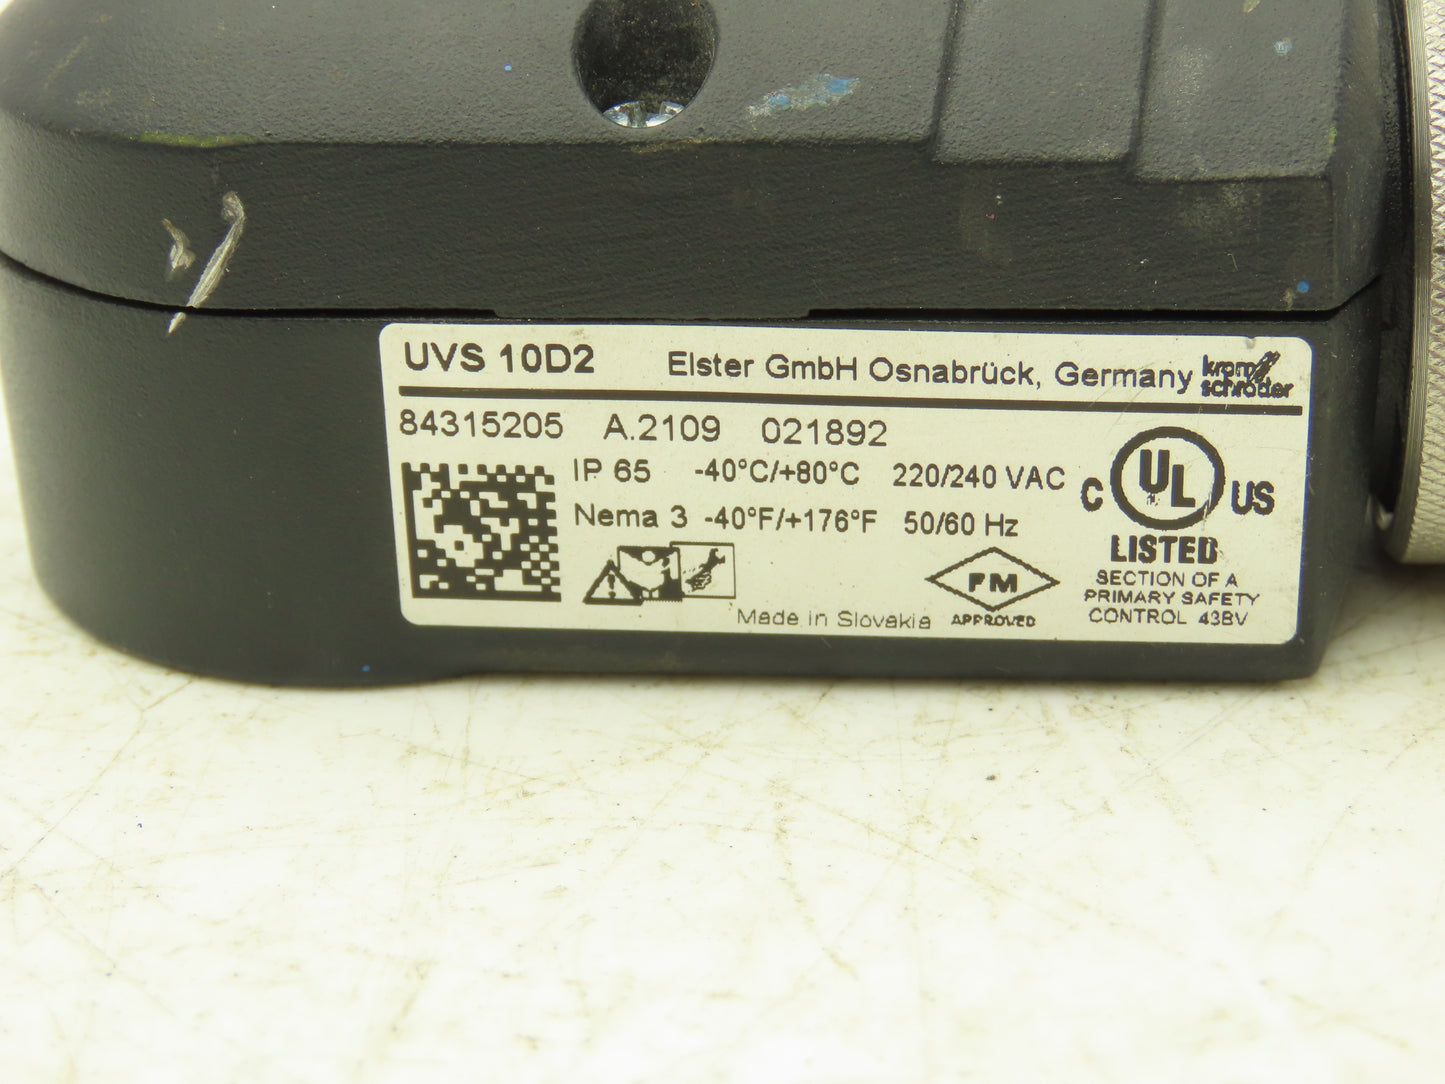 UVS 10D2 Elster GmbH Osnabrück, Germany krom schröder
84315205 A.2109 021892
IP 65 -40°C/+80°C 220/240 VAC
Nema 3 -40°F/+176°F 50/60 Hz
C UL US
LISTED
SECTION OF A
PRIMARY SAFETY
CONTROL 43BV
FM
APPROVED
Made in Slovakia